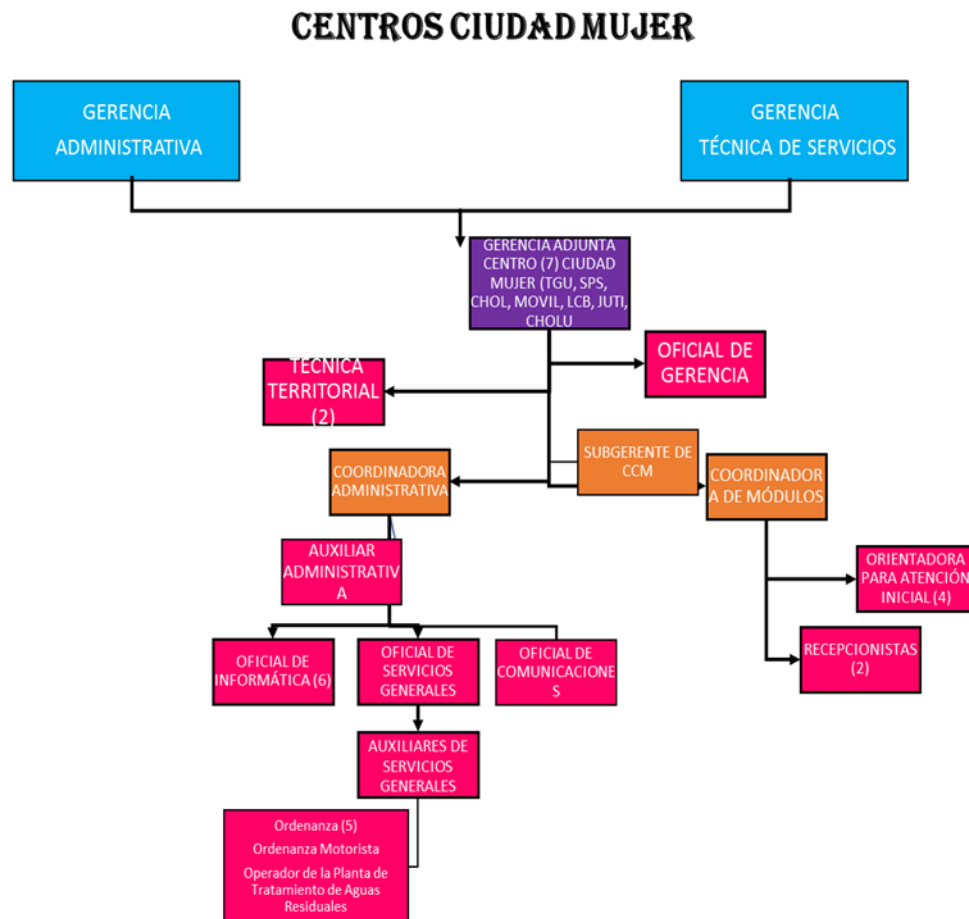 CENTROS CIUDAD MUJER
GERENCIA
ADMINISTRATIVA
GERENCIA
TÉCNICA DE SERVICIOS
GERENCIA ADJUNTA
CENTRO (7) CIUDAD
MUJER (TGU, SPS,
CHOL, MOVIL, LCB, JUTI,
CHOLU
OFICIAL DE
GERENCIA
TECNICA
TERRITORIAL
(2)
SUBGERENTE DE
CCM
COORDINADORA
ADMINISTRATIVA
COORDINADOR
A DE MÓDULOS
AUXILIAR
ADMINISTRATIV
A
ORIENTADORA
PARA ATENCIÓN
INICIAL (4)
OFICIAL DE
INFORMÁTICA (6)
OFICIAL DE
SERVICIOS
GENERALES
OFICIAL DE
COMUNICACIONE
S
RECEPCIONISTAS
(2)
AUXILIARES DE
SERVICIOS
GENERALES
Ordenanza (5)
Ordenanza Motorista
Operador de la Planta de
Tratamiento de Aguas
Residuales